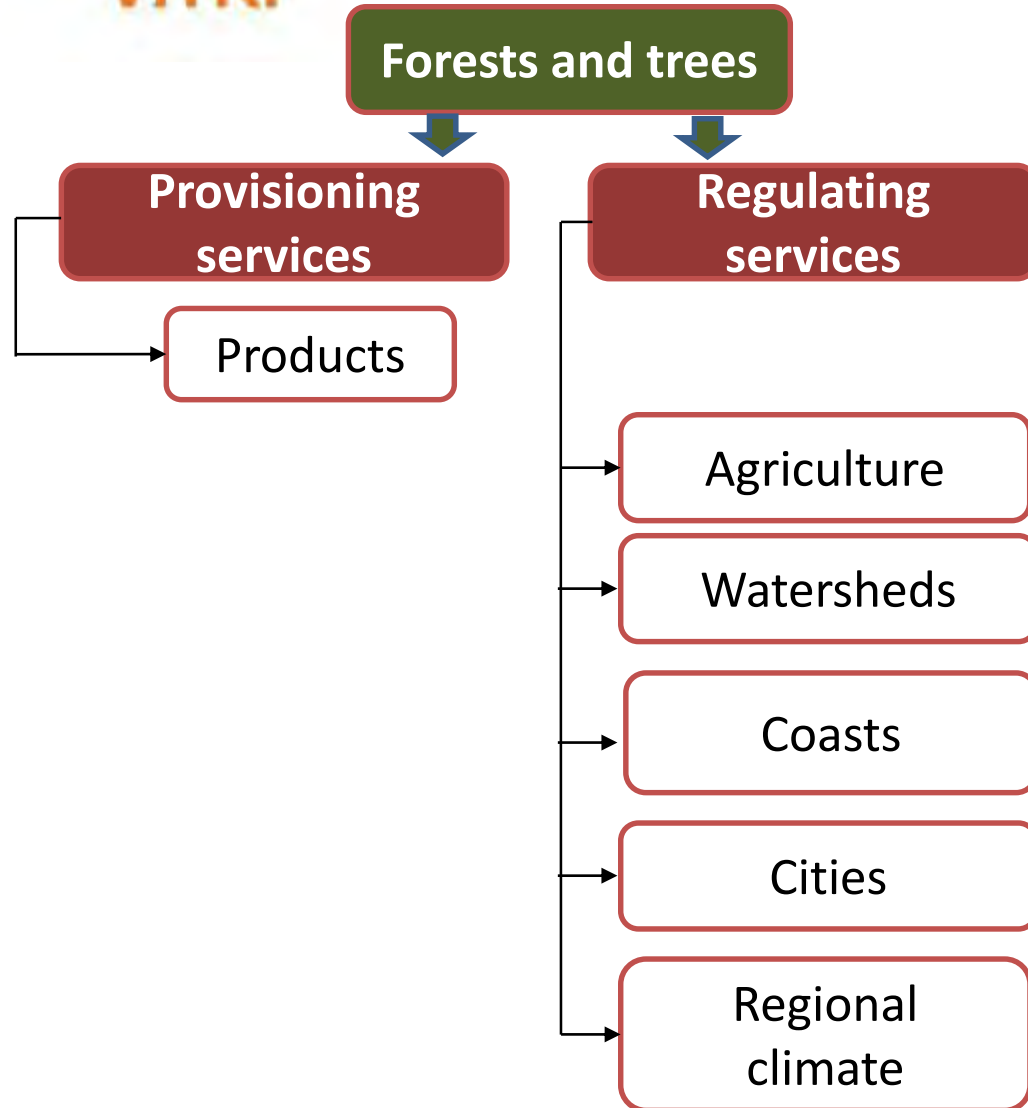 Forests and trees
Provisioning
services
Regulating
services
Products
Agriculture
Watersheds
Coasts
Cities
Regional
climate